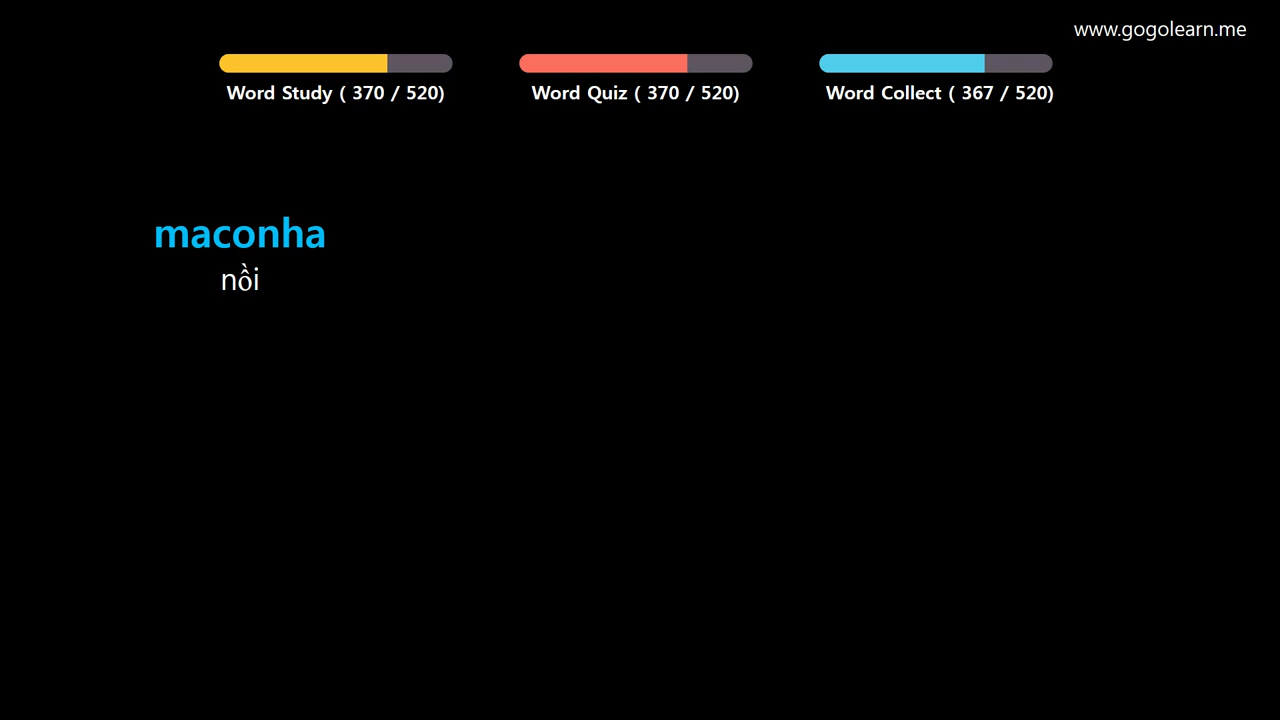 www.gogolearn.me
Word Study ( 370 / 520)
Word Quiz ( 370 / 520)
Word Collect ( 367 / 520)
maconha
nồi